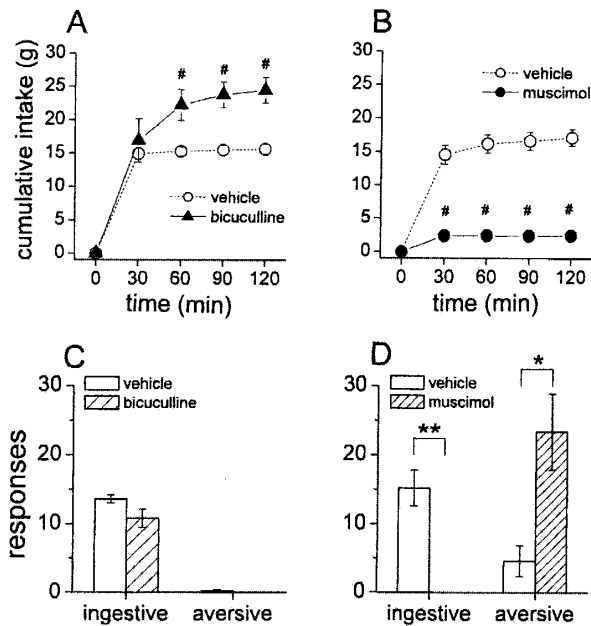 A
cumulative intake (g)
30
25
20
15
10
5
0
# # #
vehicle
bicuculline
0 30 60 90 120
time (min)
B
30
25
20
15
10
5
0
vehicle
muscimol
# # # #
0 30 60 90 120
time (min)
C
responses
30
20
10
0
vehicle
bicuculline
ingestive aversive
D
30
20
10
0
vehicle
muscimol
**
*
ingestive aversive